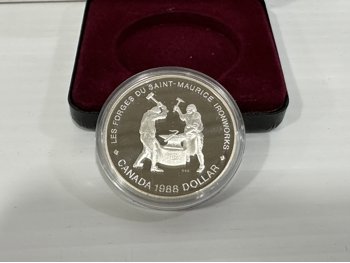 LES FORGES DU SAINT-MAURICE IRONWORKS
CANADA 1988 DOLLAR